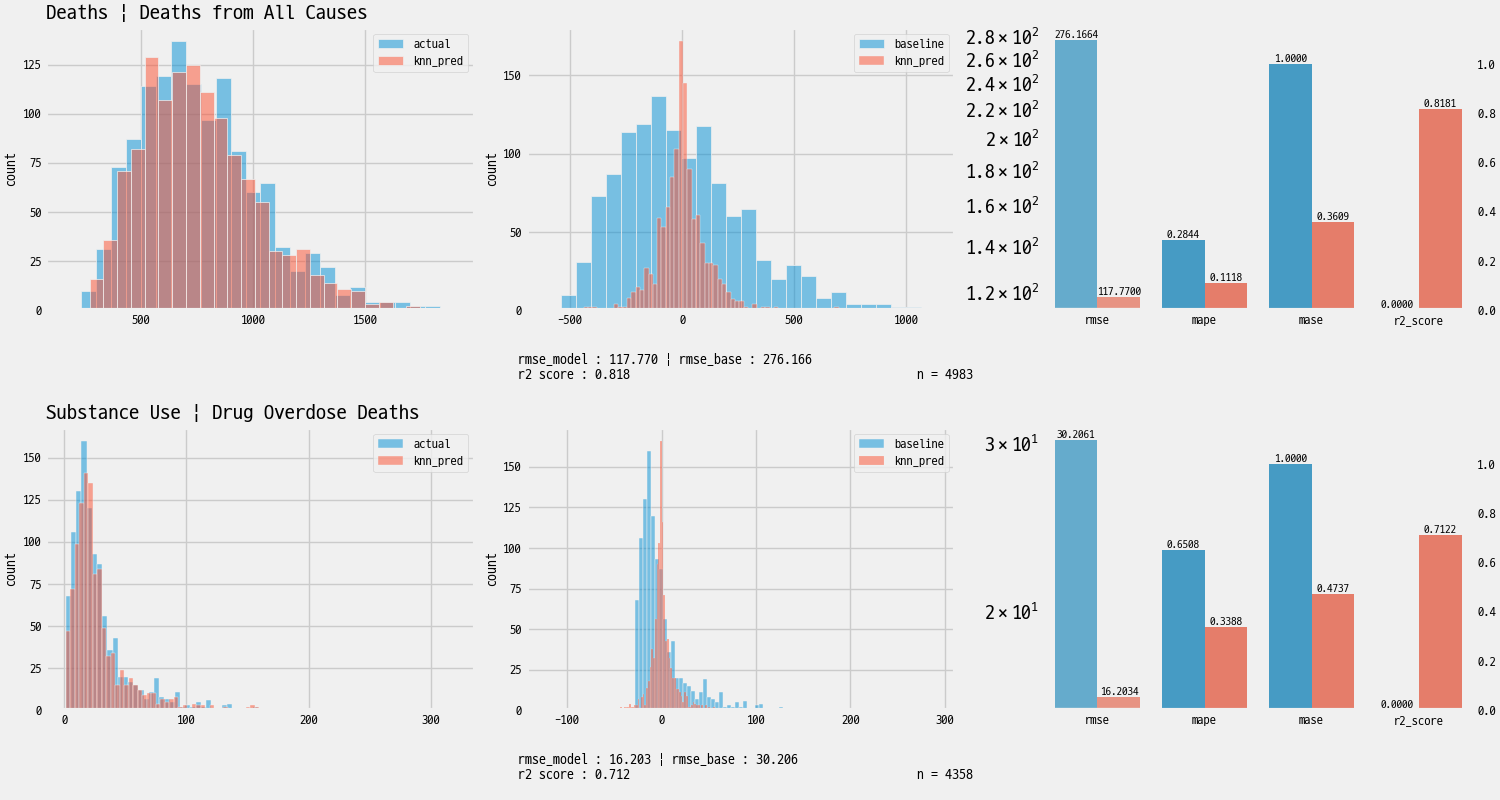 Deaths ¦ Deaths from All Causes
actual
knn_pred
125
100
75
50
25
0
count
500
1000
1500
baseline
knn_pred
150
100
50
0
count
−500
0
500
1000
2.8 × 10²
2.6 × 10²
2.4 × 10²
2.2 × 10²
2 × 10²
1.8 × 10²
1.6 × 10²
1.4 × 10²
1.2 × 10²
276.1664
117.7700
0.2844
0.1118
1.0000
0.3609
0.0000
0.8181
rmse
mape
mase
r2_score
1.0
0.8
0.6
0.4
0.2
0.0
rmse_model : 117.770 ¦ rmse_base : 276.166
r2 score : 0.818
n = 4983
Substance Use ¦ Drug Overdose Deaths
actual
knn_pred
150
125
100
75
50
25
0
count
0
100
200
300
baseline
knn_pred
150
125
100
75
50
25
0
count
−100
0
100
200
300
3 × 10¹
2 × 10¹
30.2061
16.2034
0.6508
0.3388
1.0000
0.4737
0.0000
0.7122
rmse
mape
mase
r2_score
1.0
0.8
0.6
0.4
0.2
0.0
rmse_model : 16.203 ¦ rmse_base : 30.206
r2 score : 0.712
n = 4358